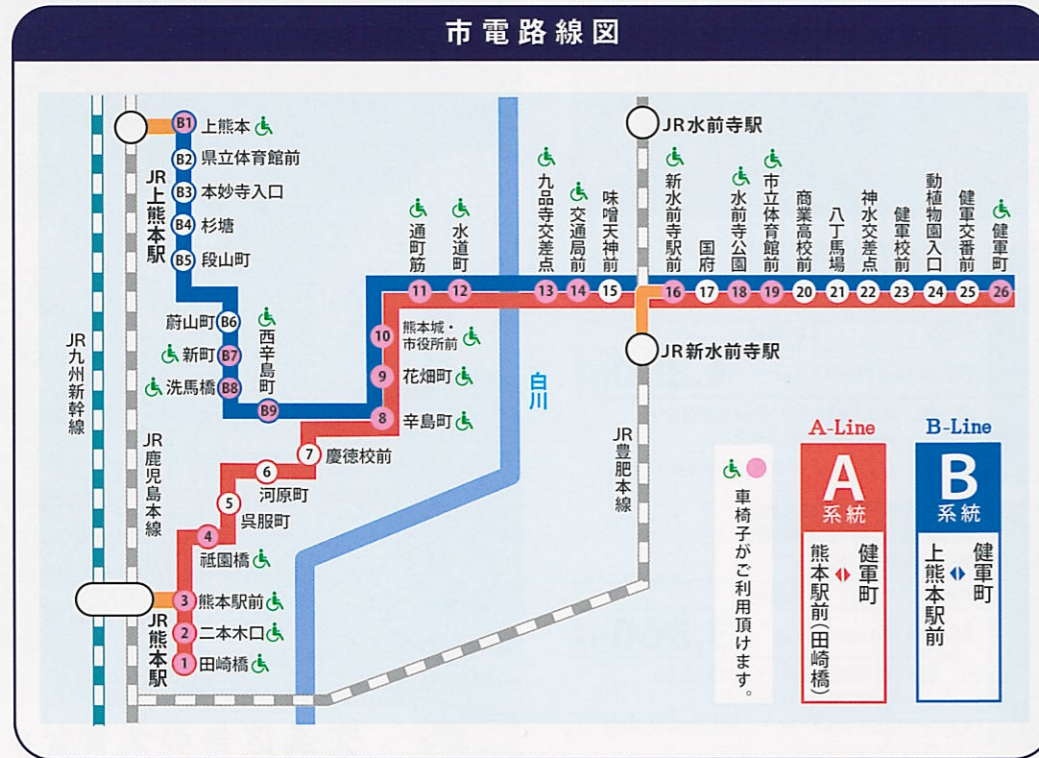 市電路線図
B1 上熊本
B2 県立体育館前
B3 本妙寺入口
B4 杉塘
B5 段山町
蔚山町 B6
新町 B7
洗馬橋 B8
B9
西辛島町
JR上熊本駅
JR九州新幹線
JR鹿児島本線
JR熊本駅
1 田崎橋
2 二本木口
3 熊本駅前
4
祗園橋
5
呉服町
6
河原町
7 慶徳校前
8 辛島町
9 花畑町
10 熊本城・
市役所前
通町筋
11
水道町
12
白川
九品寺交差点
13
交通局前
14
味噌天神前
15
JR水前寺駅
新水前寺駅前
16
JR新水前寺駅
JR豊肥本線
国府
17
水前寺公園
18
市立体育館前
19
商業高校前
20
八丁馬場
21
神水交差点
22
健軍校前
23
動植物園入口
24
健軍交番前
25
健軍町
26
車椅子がご利用頂けます。
A-Line
A
系統
健軍町
熊本駅前(田崎橋)
B-Line
B
系統
健軍町
上熊本駅前